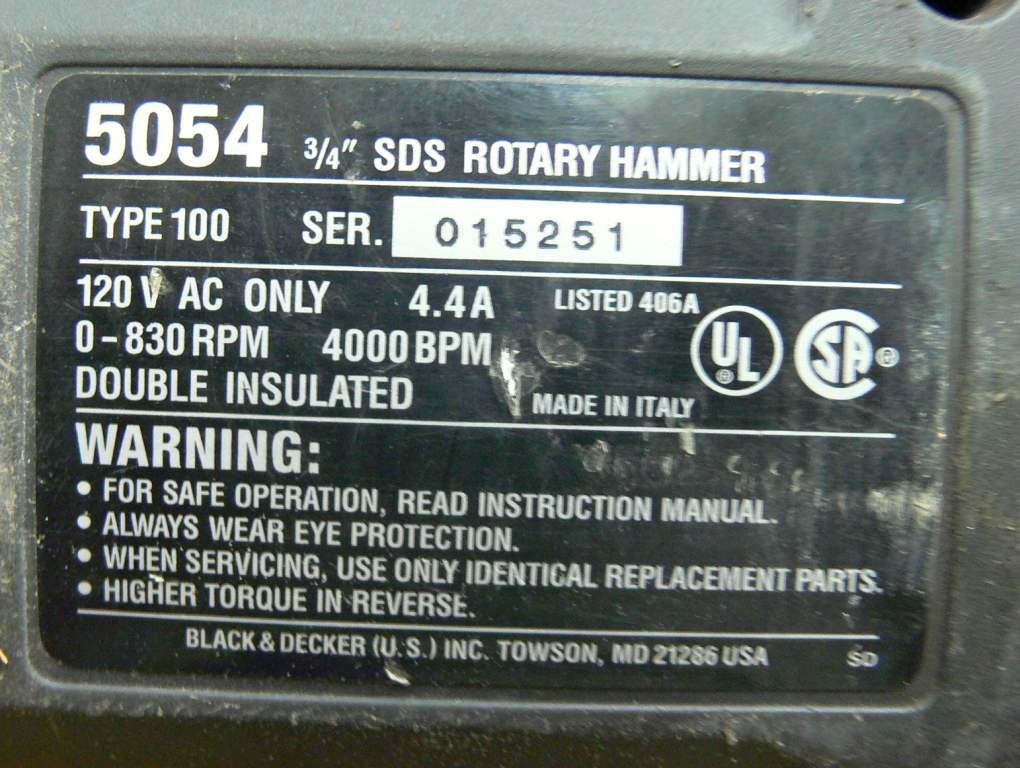 5054 3/4" SDS ROTARY HAMMER
TYPE 100 SER. 015251
120 V AC ONLY 4.4A LISTED 406A
0-830 RPM 4000 BPM UL ® SA ®
DOUBLE INSULATED MADE IN ITALY
WARNING:
• FOR SAFE OPERATION, READ INSTRUCTION MANUAL.
• ALWAYS WEAR EYE PROTECTION.
• WHEN SERVICING, USE ONLY IDENTICAL REPLACEMENT PARTS.
• HIGHER TORQUE IN REVERSE.
BLACK & DECKER (U.S.) INC. TOWSON, MD 21286 USA SD